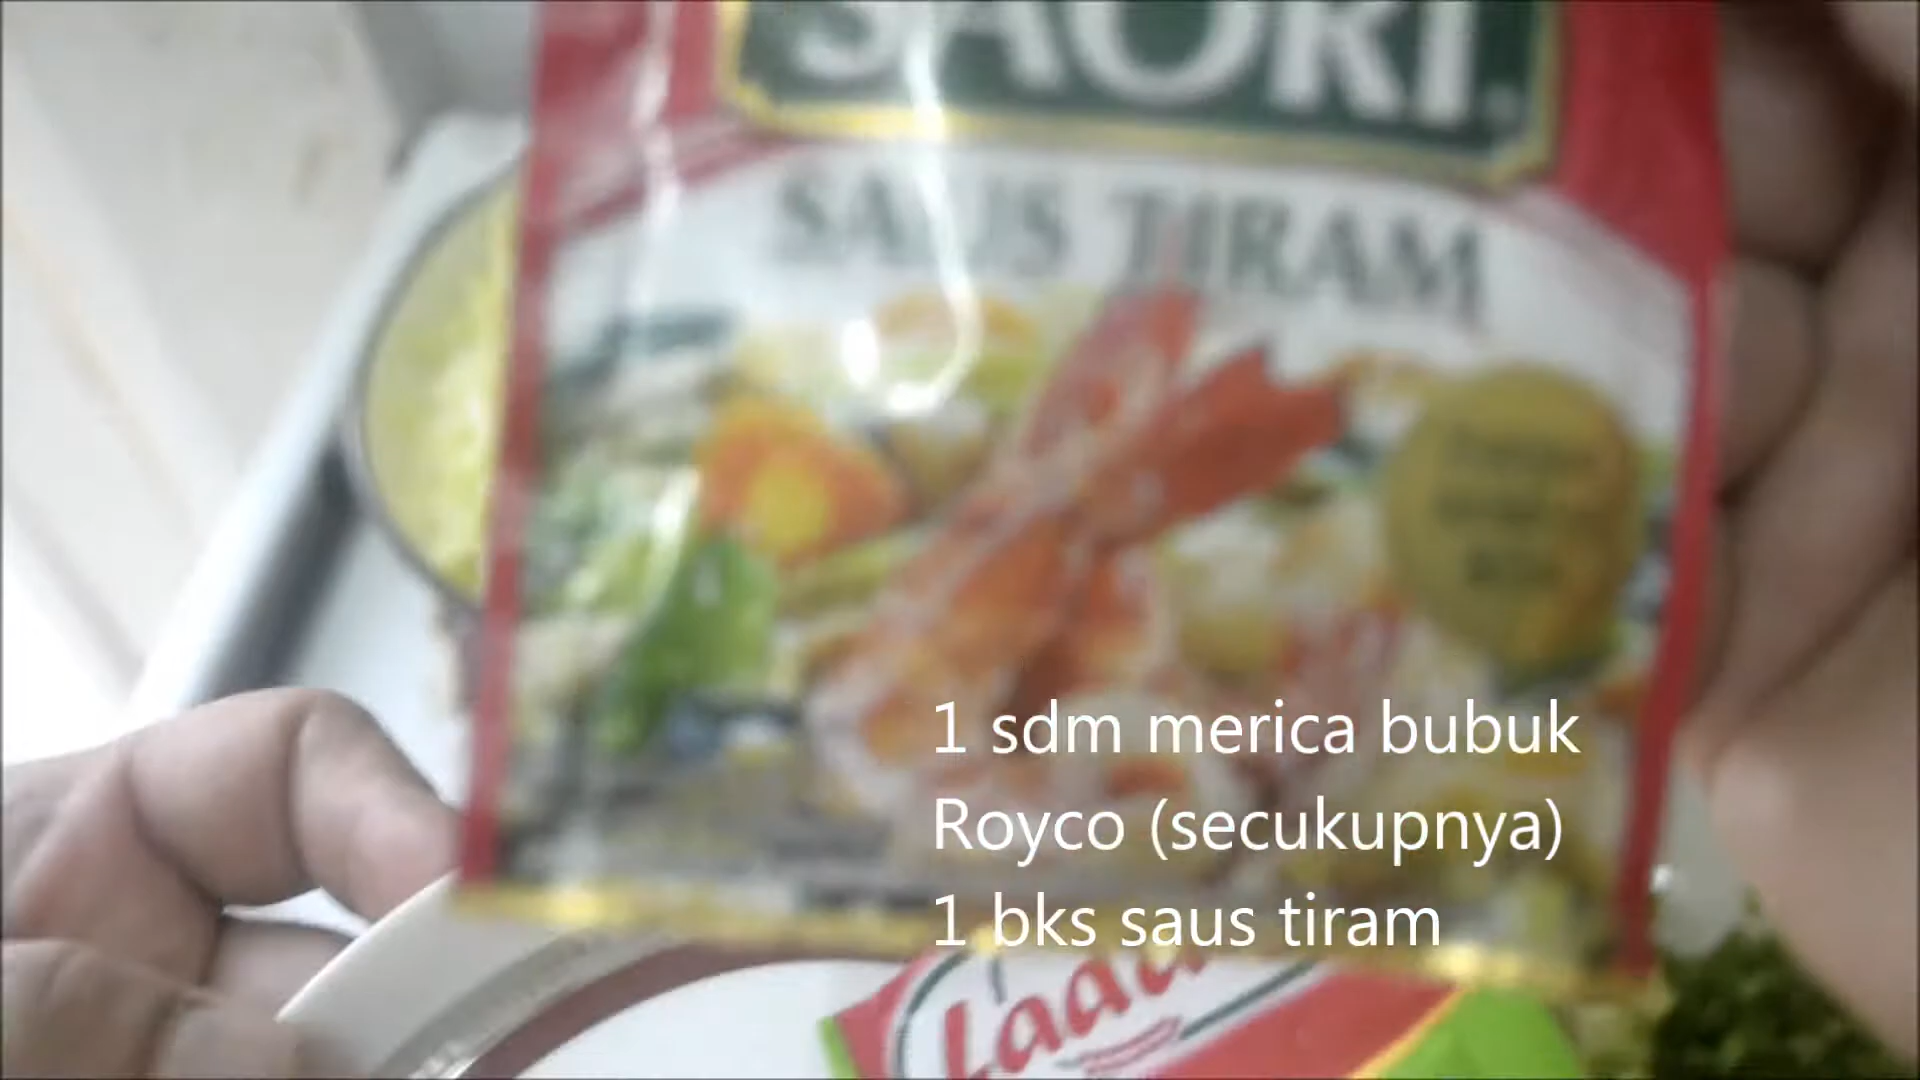 SAORI
SAUS TIRAM
1 sdm merica bubuk
Royco (secukupnya)
1 bks saus tiram